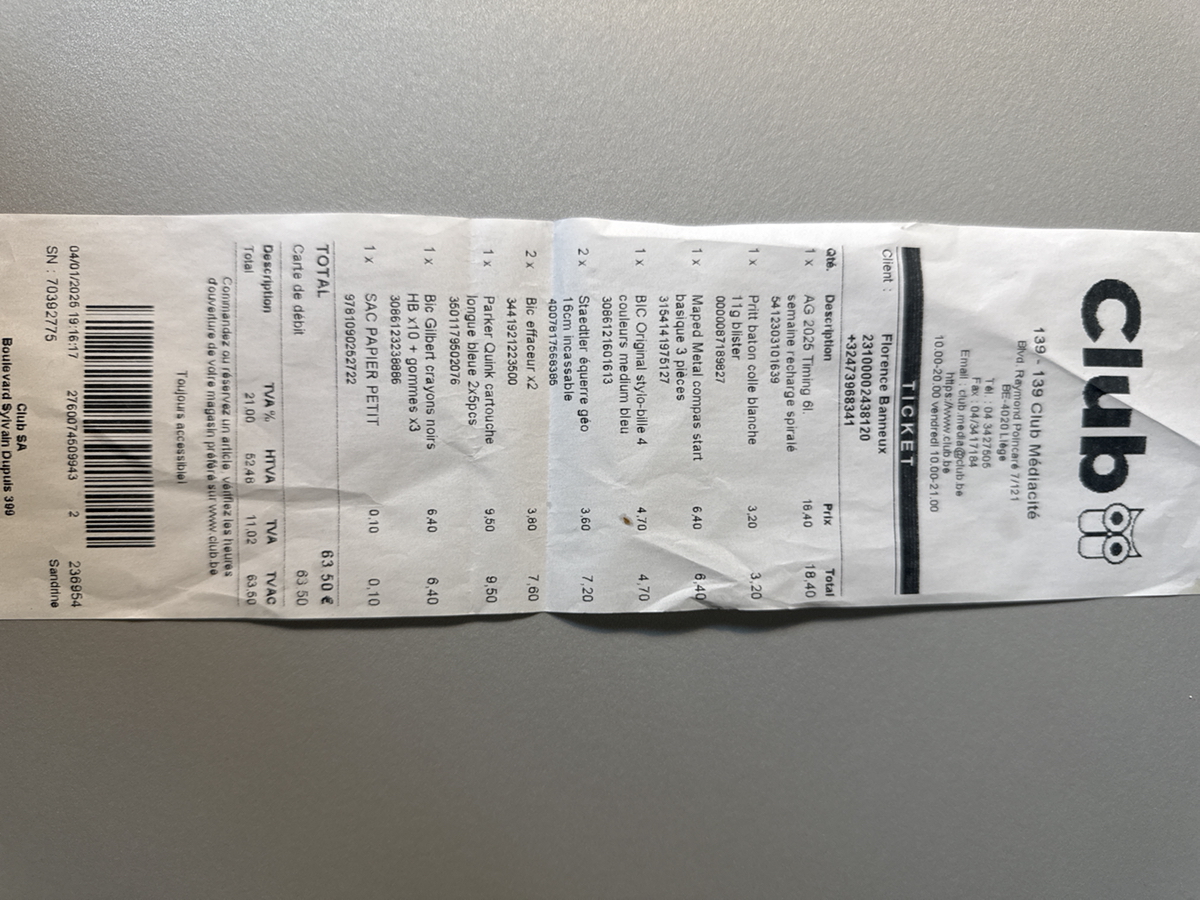 club
139 - 139 Club Médiacité
Blvd. Raymond Poincaré 7/121
BE-4020 Liège
Tél : 04 3427505
Fax : 04/3417184
Email : club.media@club.be
https://www.club.be
10.00-20.00 vendredi 10.00-21.00
TICKET
Client : Florence Banneux
23100002438120
+32473968341
Qté. Description Prix Total
1 x AG 2025 Timing 6l. 18,40 18,40
semaine recharge spiralé
5412303101639
1 x Pritt baton colle blanche 3,20 3,20
11g blister
0000087189827
1 x Maped Metal compas start 6,40 6,40
basique 3 pièces
3154141975127
1 x BIC Original stylo-bille 4 4,70 4,70
couleurs medium bleu
3086121601613
2 x Staedtler équerre géo 3,60 7,20
16cm incassable
4007817568385
2 x Bic effaceur x2 3,80 7,60
3441921223500
1 x Parker Quink cartouche 9,50 9,50
longue bleue 2x5pcs
3501179502076
1 x Bic Gilbert crayons noirs 6,40 6,40
HB x10 + gommes x3
3086123238886
1 x SAC PAPIER PETIT 0,10 0,10
9781090252722
TOTAL 63,50 €
Carte de débit 63,50
Description TVA % HTVA TVA TVAC
Total 21,00 52,48 11,02 63,50
Commandez ou réservez un article, vérifiez les heures
d'ouverture de votre magasin préféré sur www.club.be
Toujours accessible!
04/01/2025 19:16:17 2760074509943 2 236954
SN : 70392775 Sandrine
Club SA
Boulevard Sylvain Dupuis 399